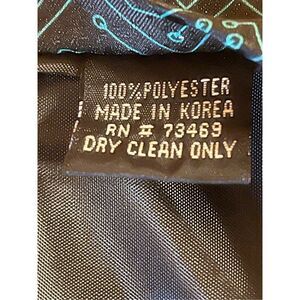 100% POLYESTER
MADE IN KOREA
RN # 73469
DRY CLEAN ONLY